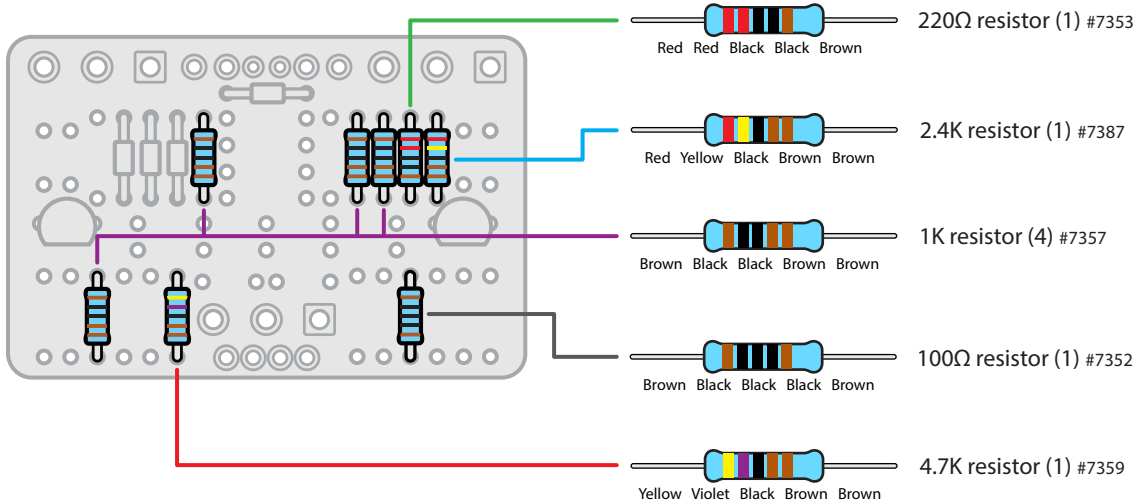 220Ω resistor (1) #7353
Red Red Black Black Brown
2.4K resistor (1) #7387
Red Yellow Black Brown Brown
1K resistor (4) #7357
Brown Black Black Brown Brown
100Ω resistor (1) #7352
Brown Black Black Black Brown
4.7K resistor (1) #7359
Yellow Violet Black Brown Brown